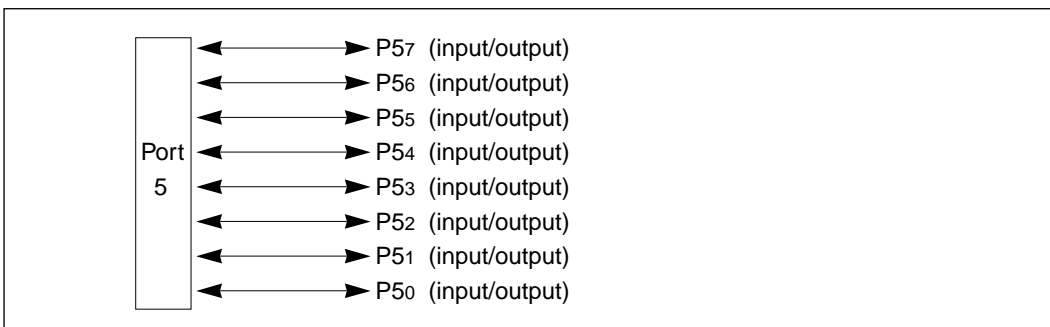 P57 (input/output)
P56 (input/output)
P55 (input/output)
Port
P54 (input/output)
5
P53 (input/output)
P52 (input/output)
P51 (input/output)
P50 (input/output)